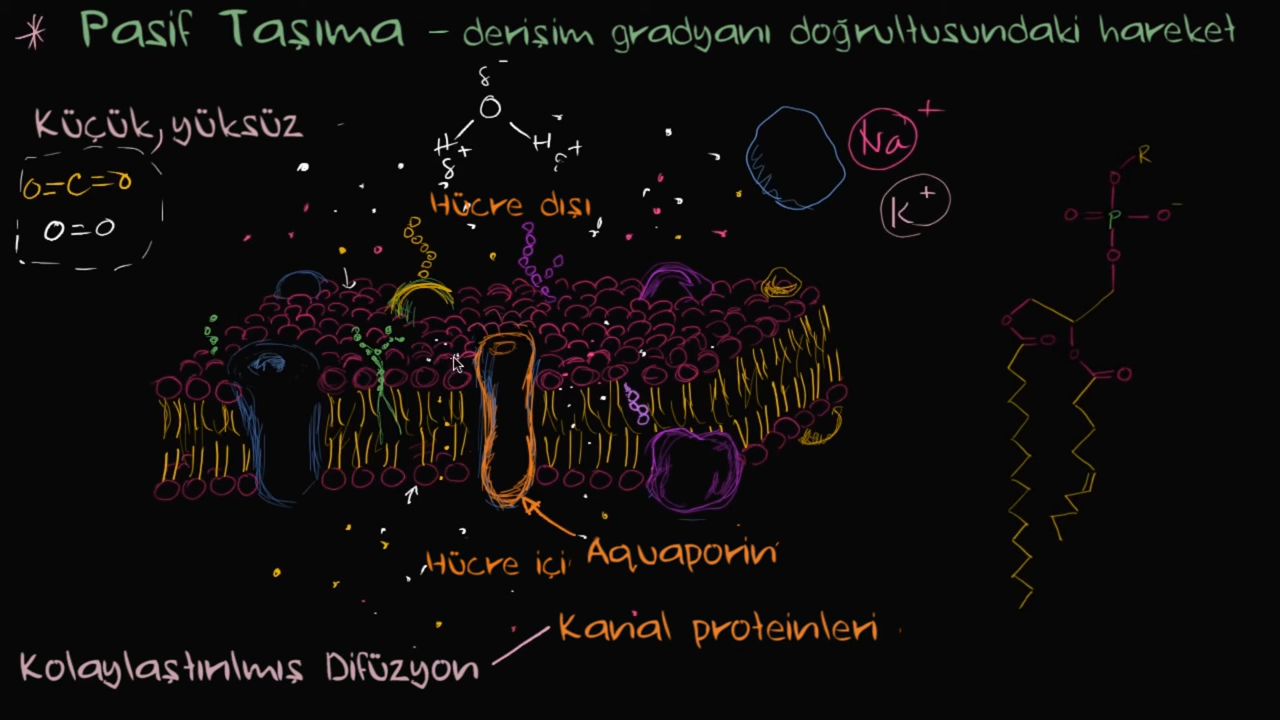 * Pasif Taşıma - derişim gradyanı doğrultusundaki hareket
Küçük, yüksüz
O=C=O
O=O
δ-
O
H H
δ+ δ+
Na+
K+
Hücre dışı
R
O
O=P-O-
O
O
O
O
O
Hücre içi
Aquaporin
Kanal proteinleri
Kolaylaştırılmış Difüzyon